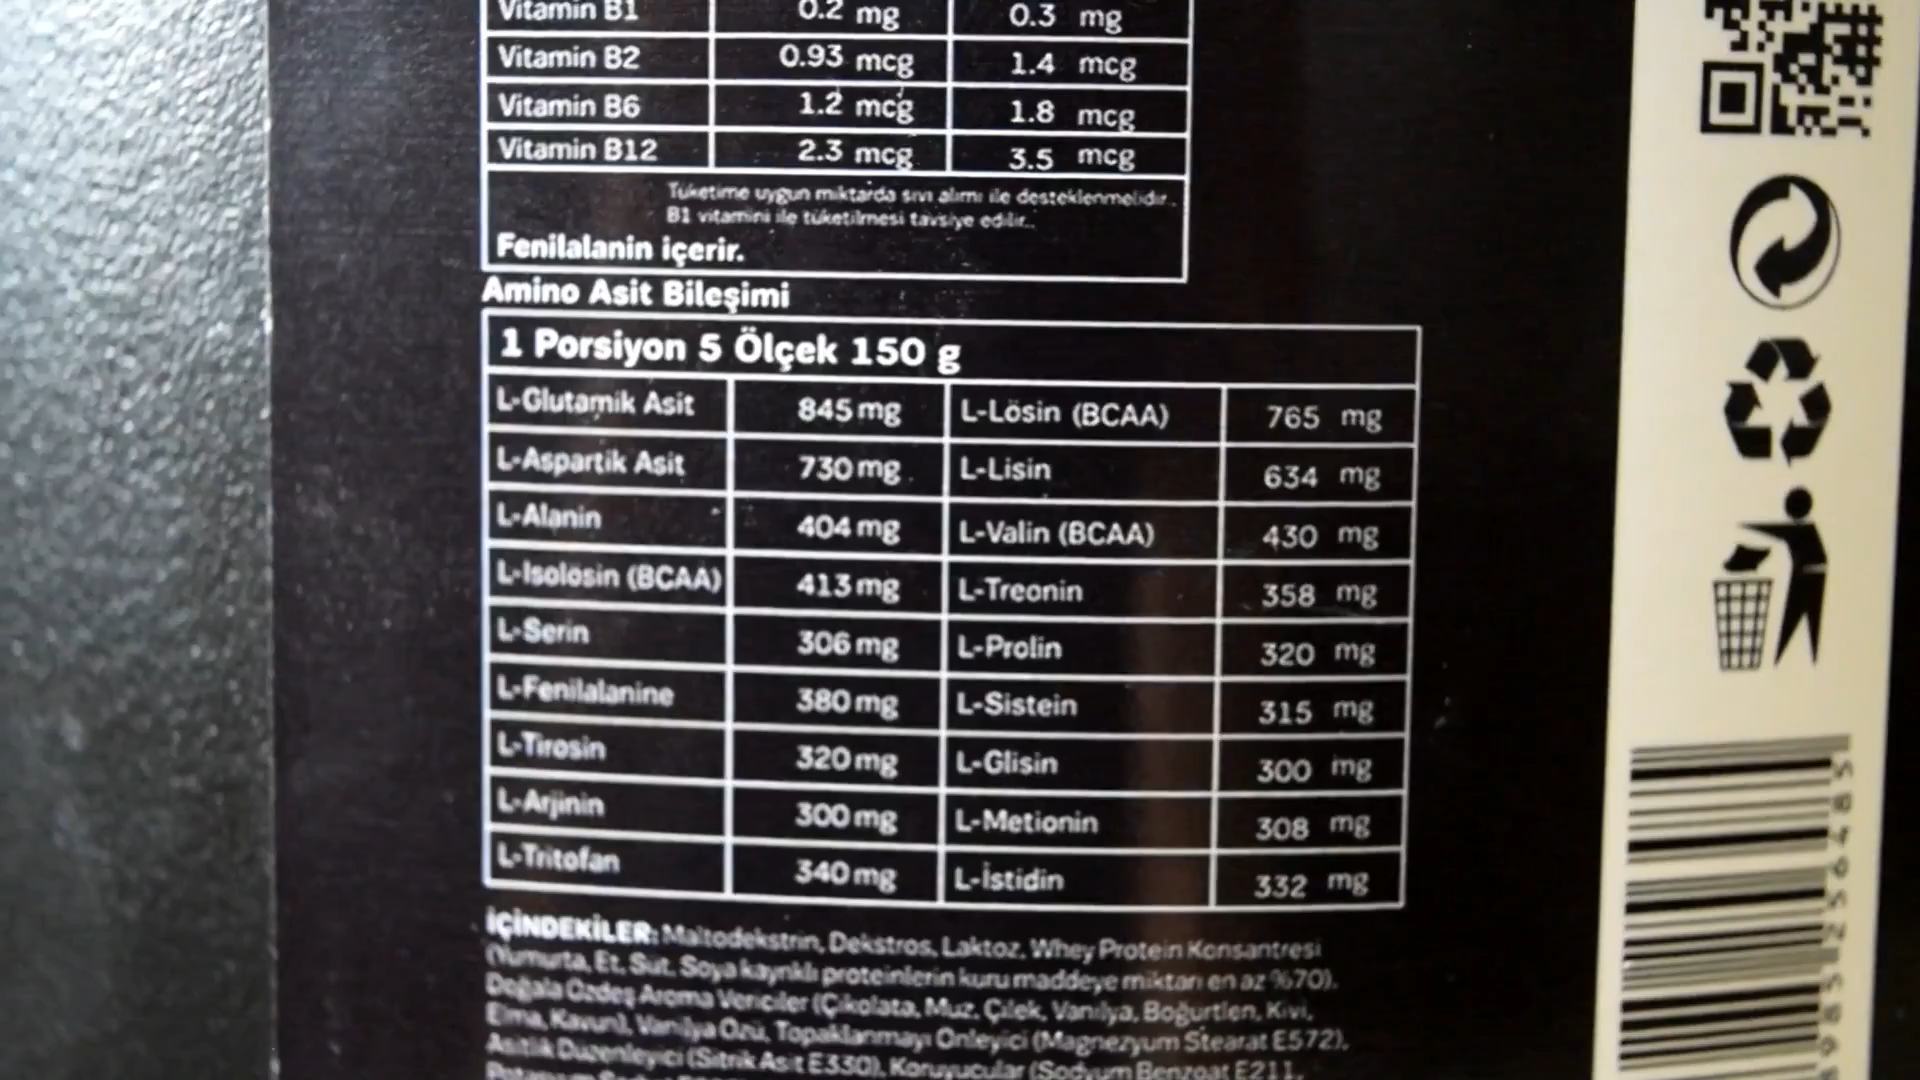 Vitamin B1 0.2 mg 0.3 mg
Vitamin B2 0.93 mcg 1.4 mcg
Vitamin B6 1.2 mcg 1.8 mcg
Vitamin B12 2.3 mcg 3.5 mcg
Tüketime uygun miktarda sıvı alımı ile desteklenmelidir.
B1 vitamini ile tüketilmesi tavsiye edilir..
Fenilalanin içerir.
Amino Asit Bileşimi
1 Porsiyon 5 Ölçek 150 g
L-Glutamik Asit 845 mg L-Lösin (BCAA) 765 mg
L-Aspartik Asit 730 mg L-Lisin 634 mg
L-Alanin 404 mg L-Valin (BCAA) 430 mg
L-Isolosin (BCAA) 413 mg L-Treonin 358 mg
L-Serin 306 mg L-Prolin 320 mg
L-Fenilalanine 380 mg L-Sistein 315 mg
L-Tirosin 320 mg L-Glisin 300 mg
L-Arjinin 300 mg L-Metionin 308 mg
L-Tritofan 340 mg L-İstidin 332 mg
İÇİNDEKİLER: Maltodekstrin, Dekstros, Laktoz, Whey Protein Konsantresi
(Yumurta, Et, Süt, Soya kaynklı proteinlerin kuru maddeye miktarı en az %70),
Doğala Özdeş Aroma Vericiler (Çikolata, Muz, Çilek, Vanilya, Boğurtlen, Kivi,
Elma, Kavun), Vanilya Özü, Topaklanmayı Önleyici (Magnezyum Stearat E572),
Asitlik Düzenleyici (Sitrik Asit E330), Koruyucular (Sodyum Benzoat E211,